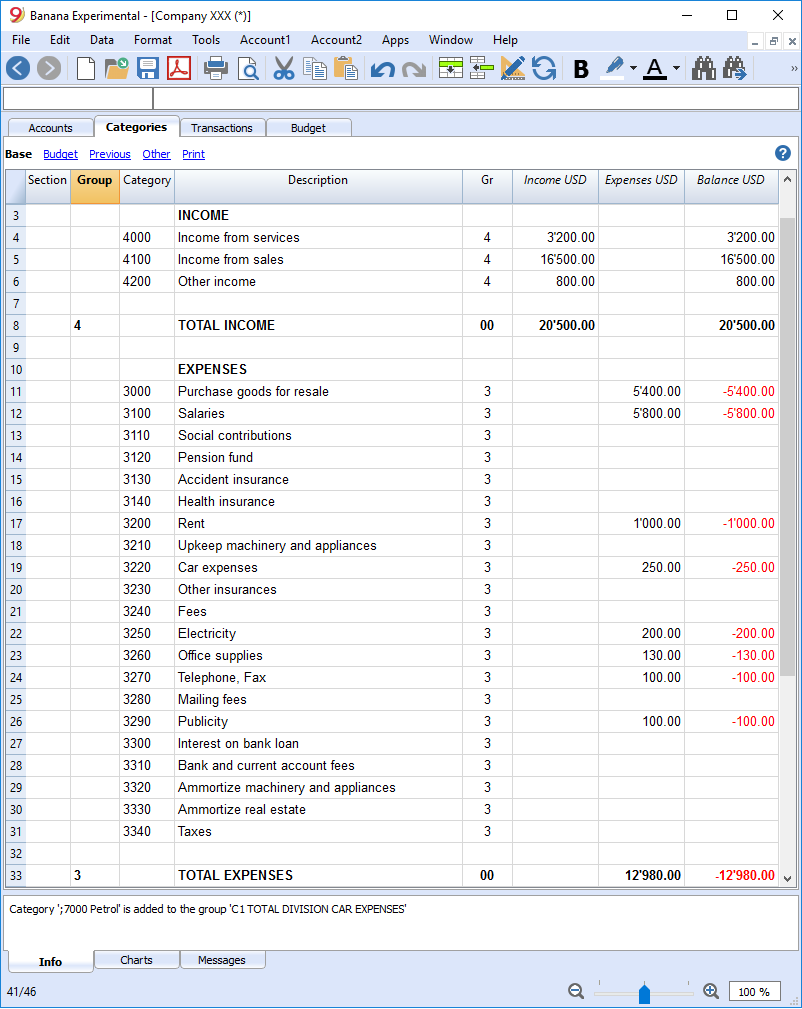 Banana Experimental - [Company XXX (*)]
File Edit Data Format Tools Account1 Account2 Apps Window Help
B A »
Accounts Categories Transactions Budget
Base Budget Previous Other Print ?
Section Group Category Description Gr Income USD Expenses USD Balance USD
3 INCOME
4 4000 Income from services 4 3'200.00 3'200.00
5 4100 Income from sales 4 16'500.00 16'500.00
6 4200 Other income 4 800.00 800.00
7
8 4 TOTAL INCOME 00 20'500.00 20'500.00
9
10 EXPENSES
11 3000 Purchase goods for resale 3 5'400.00 -5'400.00
12 3100 Salaries 3 5'800.00 -5'800.00
13 3110 Social contributions 3
14 3120 Pension fund 3
15 3130 Accident insurance 3
16 3140 Health insurance 3
17 3200 Rent 3 1'000.00 -1'000.00
18 3210 Upkeep machinery and appliances 3
19 3220 Car expenses 3 250.00 -250.00
20 3230 Other insurances 3
21 3240 Fees 3
22 3250 Electricity 3 200.00 -200.00
23 3260 Office supplies 3 130.00 -130.00
24 3270 Telephone, Fax 3 100.00 -100.00
25 3280 Mailing fees 3
26 3290 Publicity 3 100.00 -100.00
27 3300 Interest on bank loan 3
28 3310 Bank and current account fees 3
29 3320 Ammortize machinery and appliances 3
30 3330 Ammortize real estate 3
31 3340 Taxes 3
32
33 3 TOTAL EXPENSES 00 12'980.00 -12'980.00
Category ';7000 Petrol' is added to the group 'C1 TOTAL DIVISION CAR EXPENSES'
Info Charts Messages
41/46 100 %